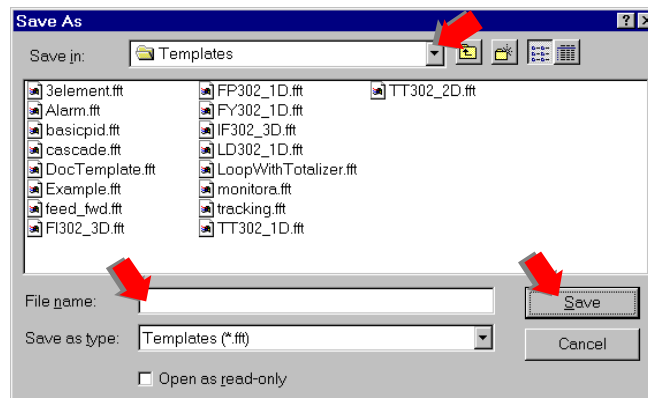 Save As
Save in: Templates
3element.fft FP302_1D.fft TT302_2D.fft
Alarm.fft FY302_1D.fft
basicpid.fft IF302_3D.fft
cascade.fft LD302_1D.fft
DocTemplate.fft LoopWithTotalizer.fft
Example.fft monitora.fft
feed_fwd.fft tracking.fft
FI302_3D.fft TT302_1D.fft
File name: Save
Save as type: Templates (*.fft) Cancel
Open as read-only